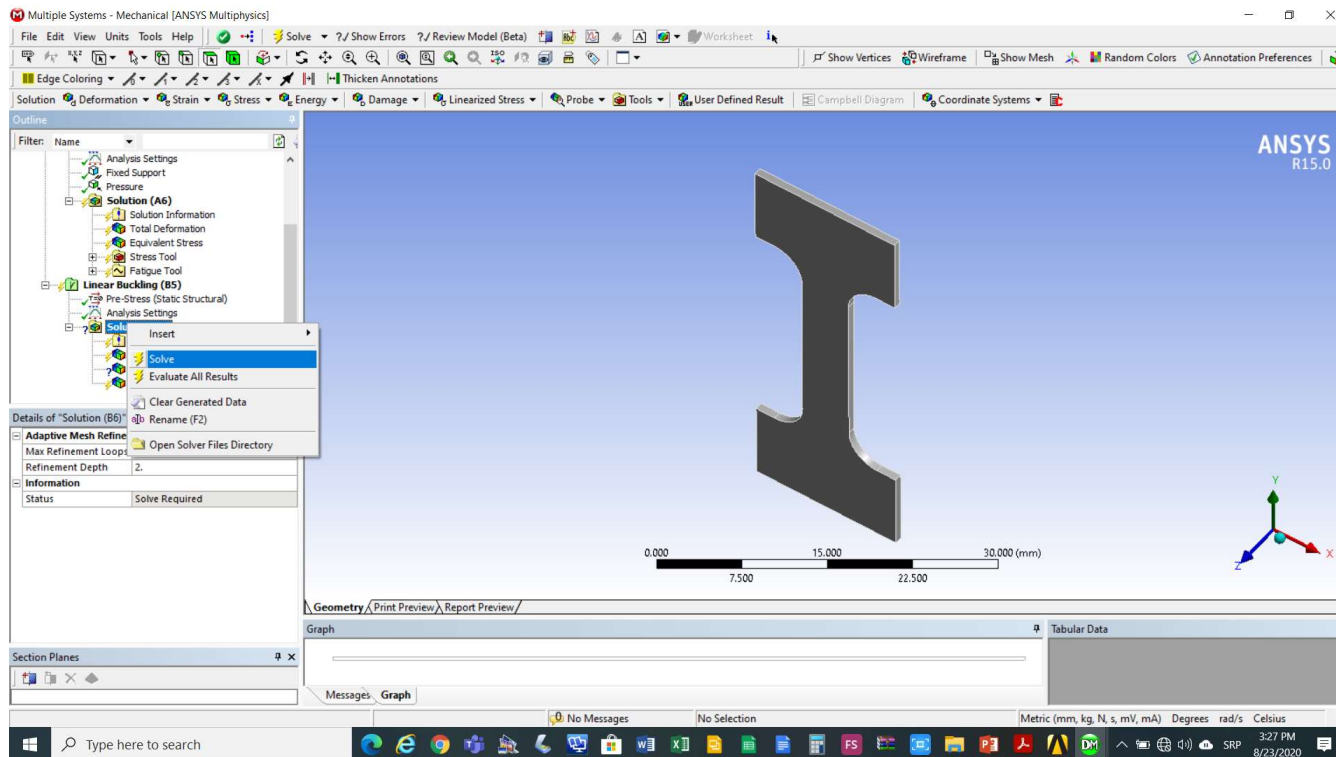 Multiple Systems - Mechanical [ANSYS Multiphysics]
File Edit View Units Tools Help Solve ?/ Show Errors ?/ Review Model (Beta) Worksheet
Show Vertices Wireframe Show Mesh Random Colors Annotation Preferences
Edge Coloring Thicken Annotations
Solution Deformation Strain Stress Energy Damage Linearized Stress Probe Tools User Defined Result Campbell Diagram Coordinate Systems
Outline
Filter: Name
Analysis Settings
Fixed Support
Pressure
Solution (A6)
Solution Information
Total Deformation
Equivalent Stress
Stress Tool
Fatigue Tool
Linear Buckling (B5)
Pre-Stress (Static Structural)
Analysis Settings
Solu
Insert
Solve
Evaluate All Results
Clear Generated Data
Rename (F2)
Open Solver Files Directory
Details of "Solution (B6)"
Adaptive Mesh Refine
Max Refinement Loops
Refinement Depth 2.
Information
Status Solve Required
ANSYS
R15.0
Y
X
Z
0.000 15.000 30.000 (mm)
7.500 22.500
Geometry Print Preview Report Preview
Graph
Tabular Data
Section Planes
Messages Graph
0 No Messages No Selection Metric (mm, kg, N, s, mV, mA) Degrees rad/s Celsius
Type here to search
SRP
3:27 PM
8/23/2020